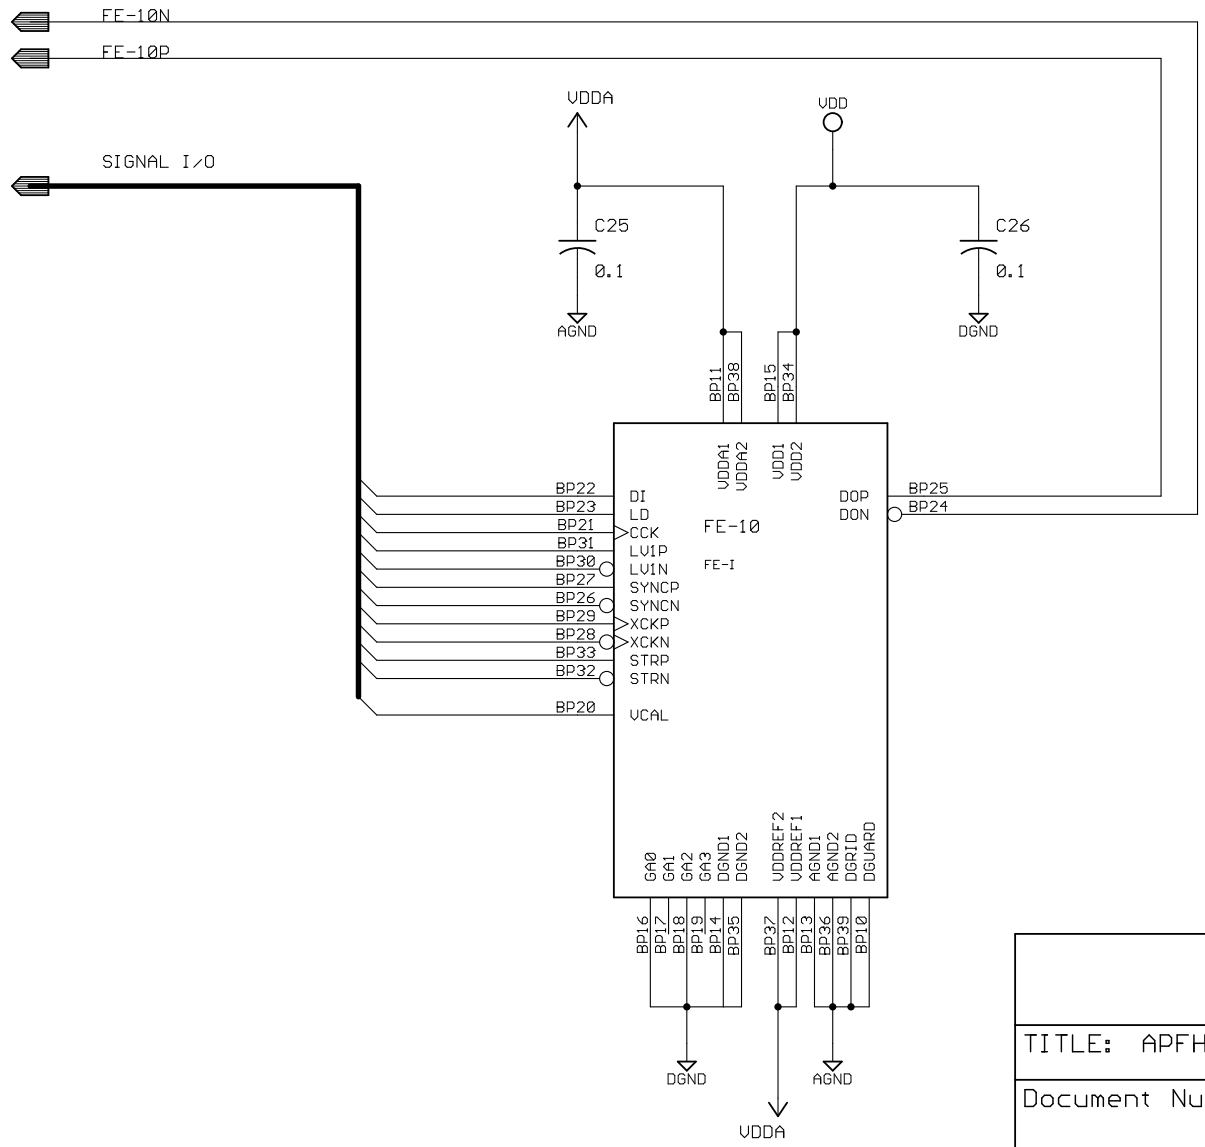 FE-10N
FE-10P
VDDA
VDD
SIGNAL I/O
C25
0.1
AGND
C26
0.1
DGND
BP11
BP38
BP15
BP34
VDDA1
VDDA2
VDD1
VDD2
BP22 DI
BP23 LD
BP21 CCK
BP31 LV1P
BP30 LV1N
BP27 SYNCP
BP26 SYNCN
BP29 XCKP
BP28 XCKN
BP33 STRP
BP32 STRN
BP20 VCAL
FE-10
FE-I
DOP BP25
DON BP24
GA0
GA1
GA2
GA3
DGND1
DGND2
VDDREF2
VDDREF1
AGND1
AGND2
DGRID
DGUARD
BP16
BP17
BP18
BP19
BP14
BP35
BP37
BP12
BP13
BP36
BP39
BP10
DGND
AGND
VDDA
TITLE: APFH
Document Nu